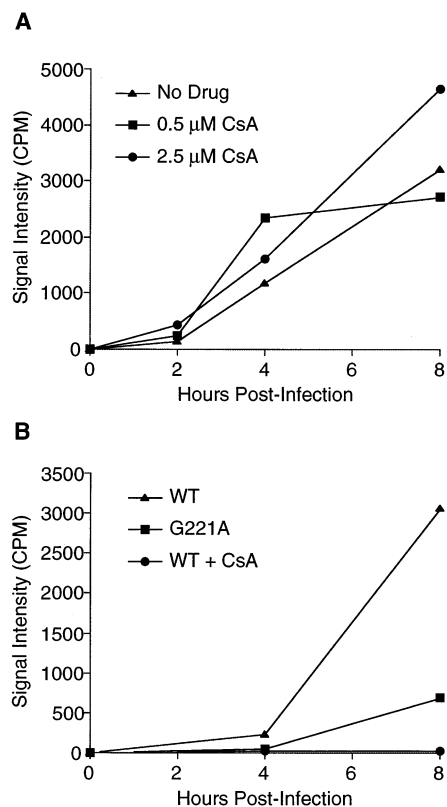 A
5000
4000
3000
2000
1000
0
Signal Intensity (CPM)
No Drug
0.5 µM CsA
2.5 µM CsA
0 2 4 6 8
Hours Post-Infection
B
3500
3000
2500
2000
1500
1000
500
0
Signal Intensity (CPM)
WT
G221A
WT + CsA
0 2 4 6 8
Hours Post-Infection